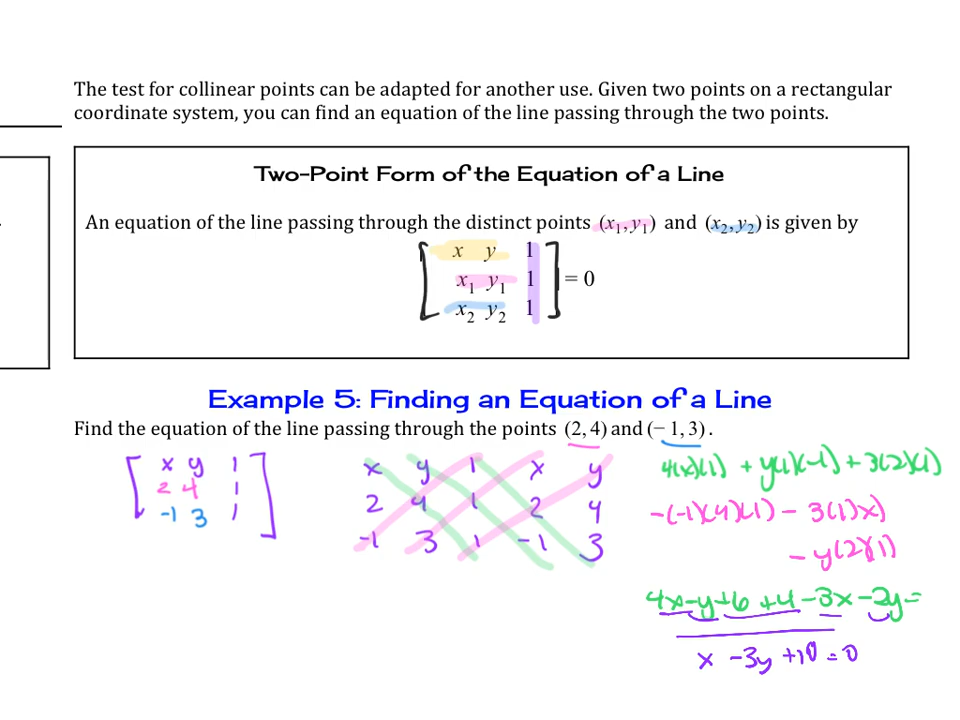 The test for collinear points can be adapted for another use. Given two points on a rectangular
coordinate system, you can find an equation of the line passing through the two points.
Two-Point Form of the Equation of a Line
An equation of the line passing through the distinct points (x₁, y₁) and (x₂, y₂) is given by
x y 1
x₁ y₁ 1 = 0
x₂ y₂ 1
Example 5: Finding an Equation of a Line
Find the equation of the line passing through the points (2, 4) and (− 1, 3) .
x y 1
2 4 1
-1 3 1
x y 1 x y
2 4 1 2 4
-1 3 1 -1 3
4(x)(1) + y(1)(-1) + 3(2)(1)
-(-1)(4)(1) - 3(1)x)
- y(2)(1)
4x-y+6 +4 -3x -2y=
x -3y +10 = 0